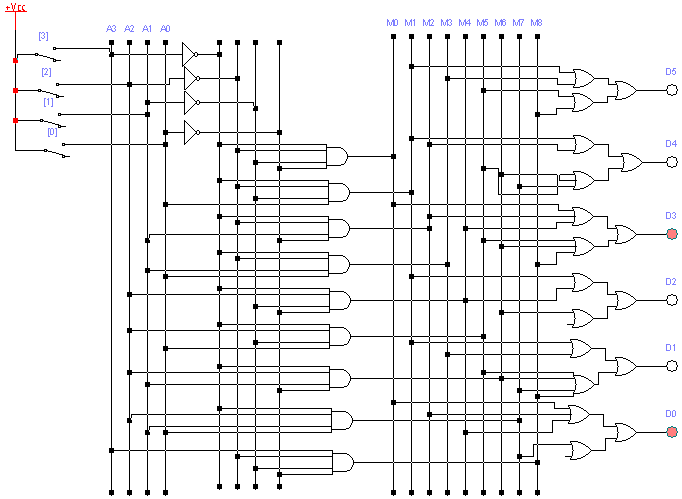 +Vcc
M0 M1 M2 M3 M4 M5 M6 M7 M8
A3 A2 A1 A0
[3]
D5
[2]
[1]
[0]
D4
D3
D2
D1
D0